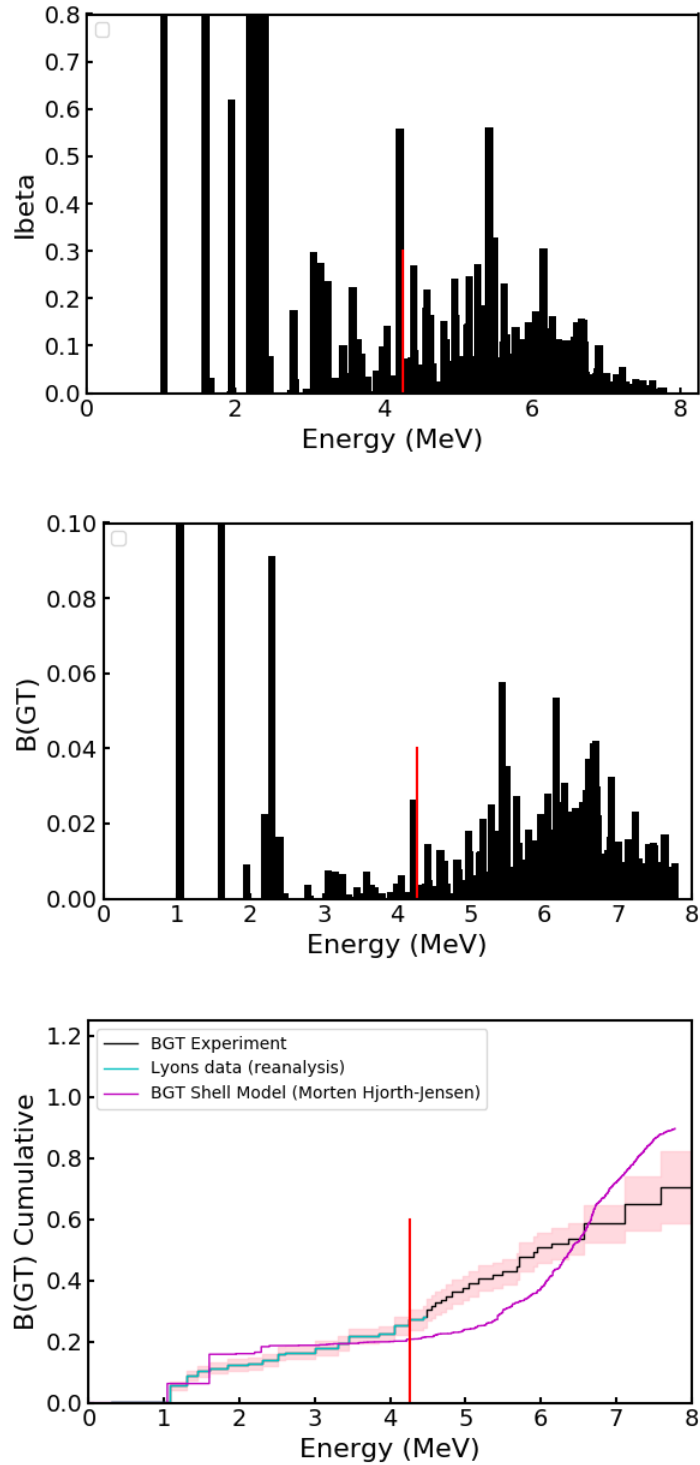 0.8
0.7
0.6
0.5
0.4
0.3
0.2
0.1
0.0
Ibeta
0 2 4 6 8
Energy (MeV)
0.10
0.08
0.06
0.04
0.02
0.00
B(GT)
0 1 2 3 4 5 6 7 8
Energy (MeV)
1.2
1.0
0.8
0.6
0.4
0.2
0.0
B(GT) Cumulative
BGT Experiment
Lyons data (reanalysis)
BGT Shell Model (Morten Hjorth-Jensen)
0 1 2 3 4 5 6 7 8
Energy (MeV)